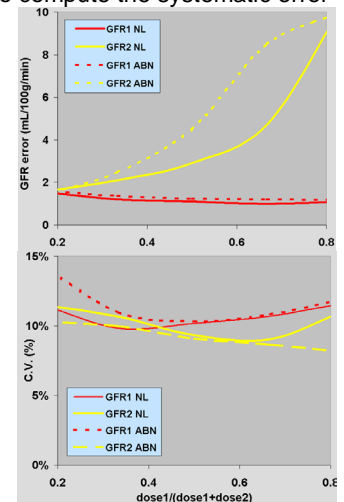 compute the systematic error
10
8
6
4
2
0
GFR error (mL/100g/min)
GFR1 NL
GFR2 NL
GFR1 ABN
GFR2 ABN
0.2 0.4 0.6 0.8
15%
10%
5%
0%
C.V. (%)
GFR1 NL
GFR2 NL
GFR1 ABN
GFR2 ABN
0.2 0.4 0.6 0.8
dose1/(dose1+dose2)